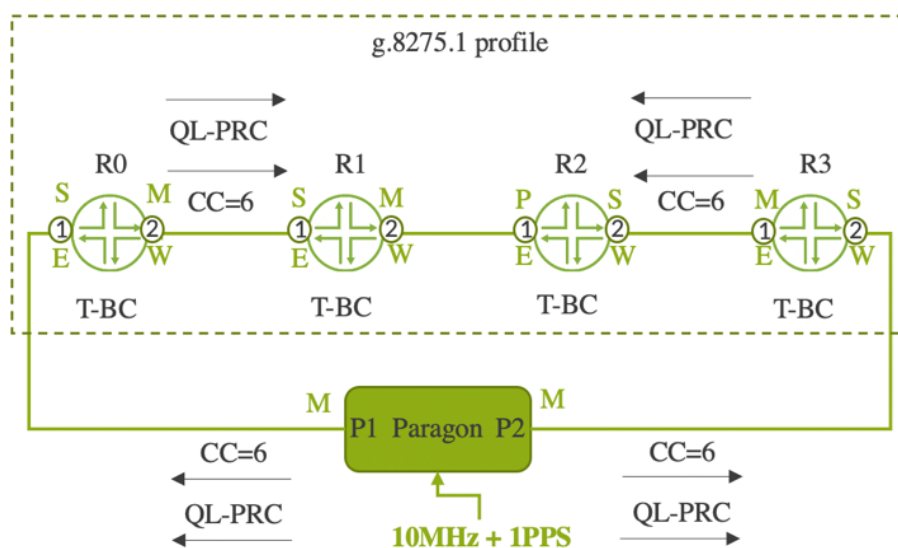 g.8275.1 profile
QL-PRC
QL-PRC
R0
R1
R2
R3
CC=6
CC=6
S
M
S
M
P
S
M
S
1
2
1
2
1
2
1
2
E
W
E
W
E
W
E
W
T-BC
T-BC
T-BC
T-BC
M
M
P1 Paragon P2
CC=6
CC=6
QL-PRC
QL-PRC
10MHz + 1PPS